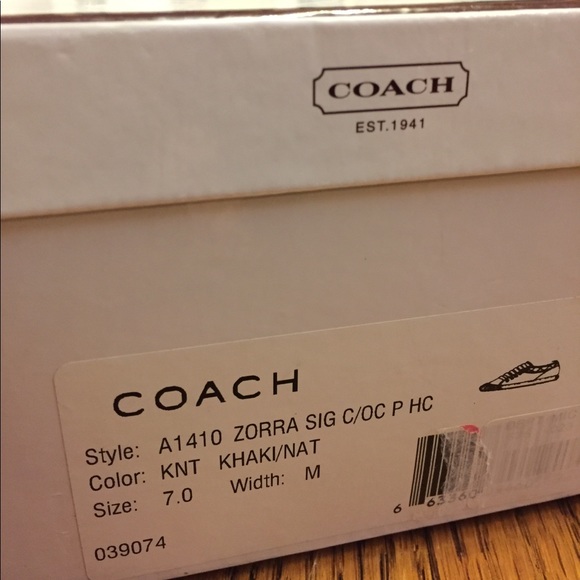 COACH
EST.1941
COACH
Style: A1410 ZORRA SIG C/OC P HC
Color: KNT KHAKI/NAT
Size: 7.0 Width: M
039074